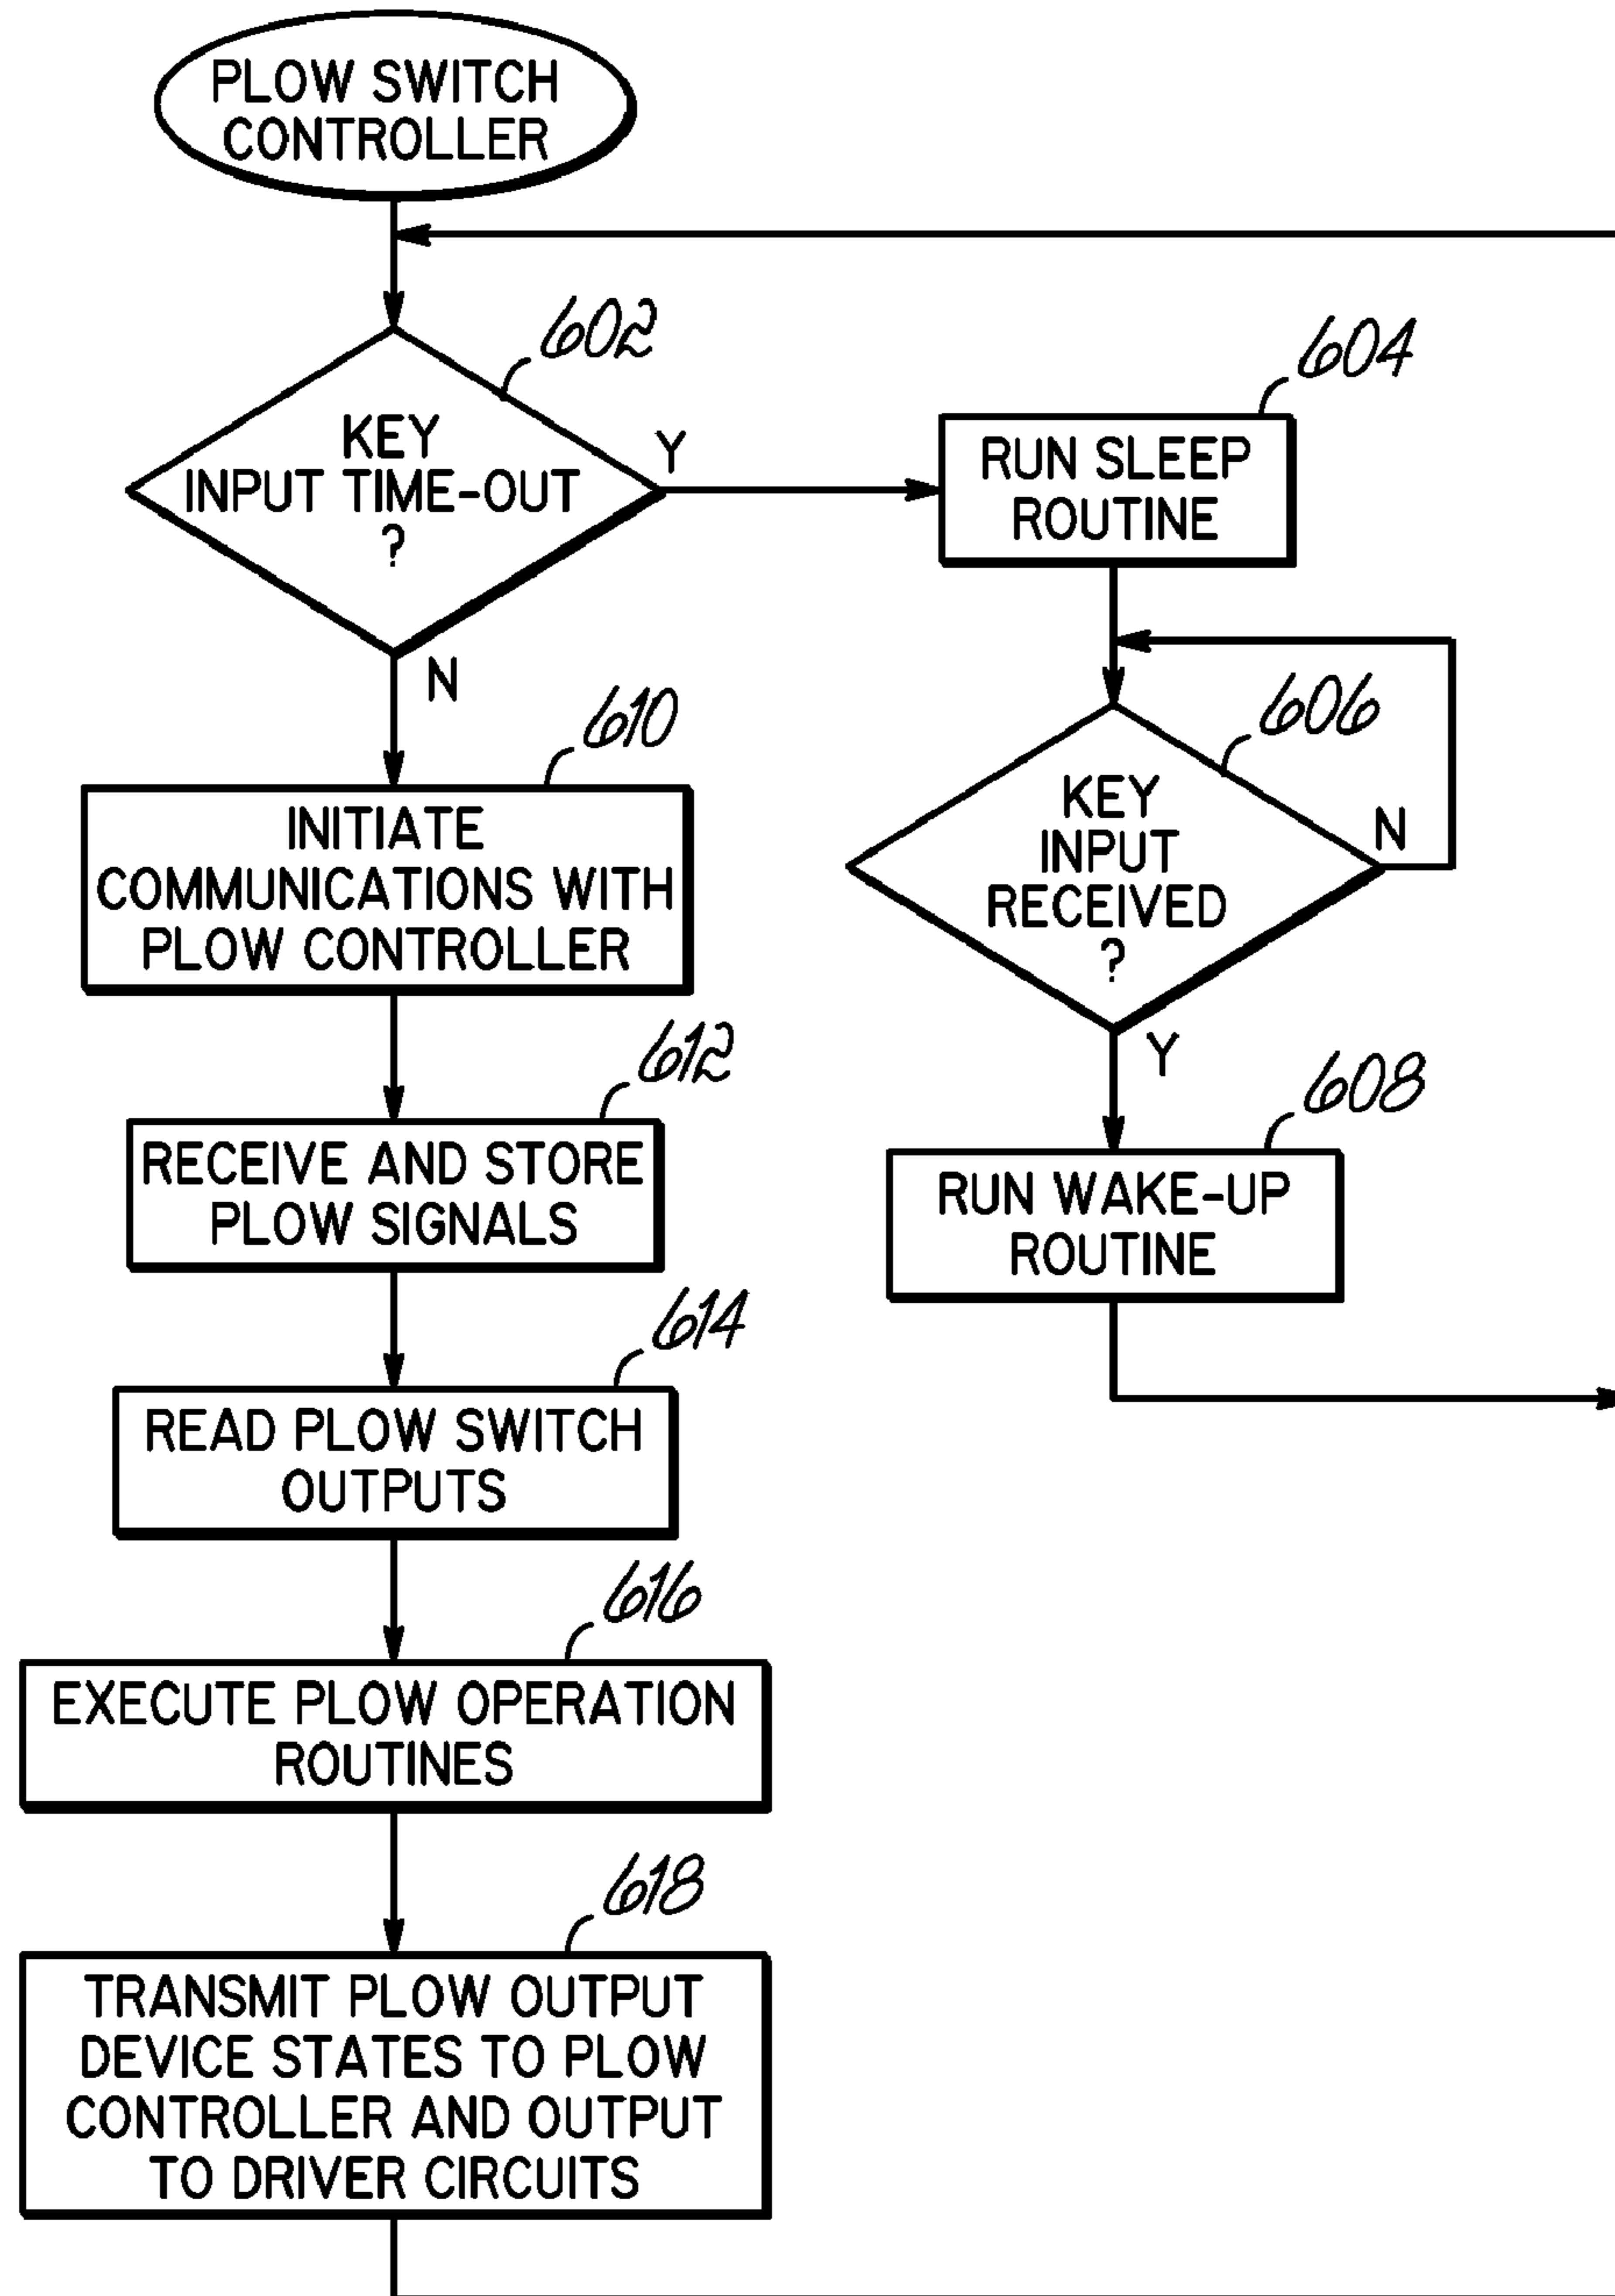 PLOW SWITCH
CONTROLLER
602
KEY
INPUT TIME-OUT
?
Y
N
604
RUN SLEEP
ROUTINE
606
KEY
INPUT
RECEIVED
?
N
Y
608
RUN WAKE-UP
ROUTINE
610
INITIATE
COMMUNICATIONS WITH
PLOW CONTROLLER
612
RECEIVE AND STORE
PLOW SIGNALS
614
READ PLOW SWITCH
OUTPUTS
616
EXECUTE PLOW OPERATION
ROUTINES
618
TRANSMIT PLOW OUTPUT
DEVICE STATES TO PLOW
CONTROLLER AND OUTPUT
TO DRIVER CIRCUITS